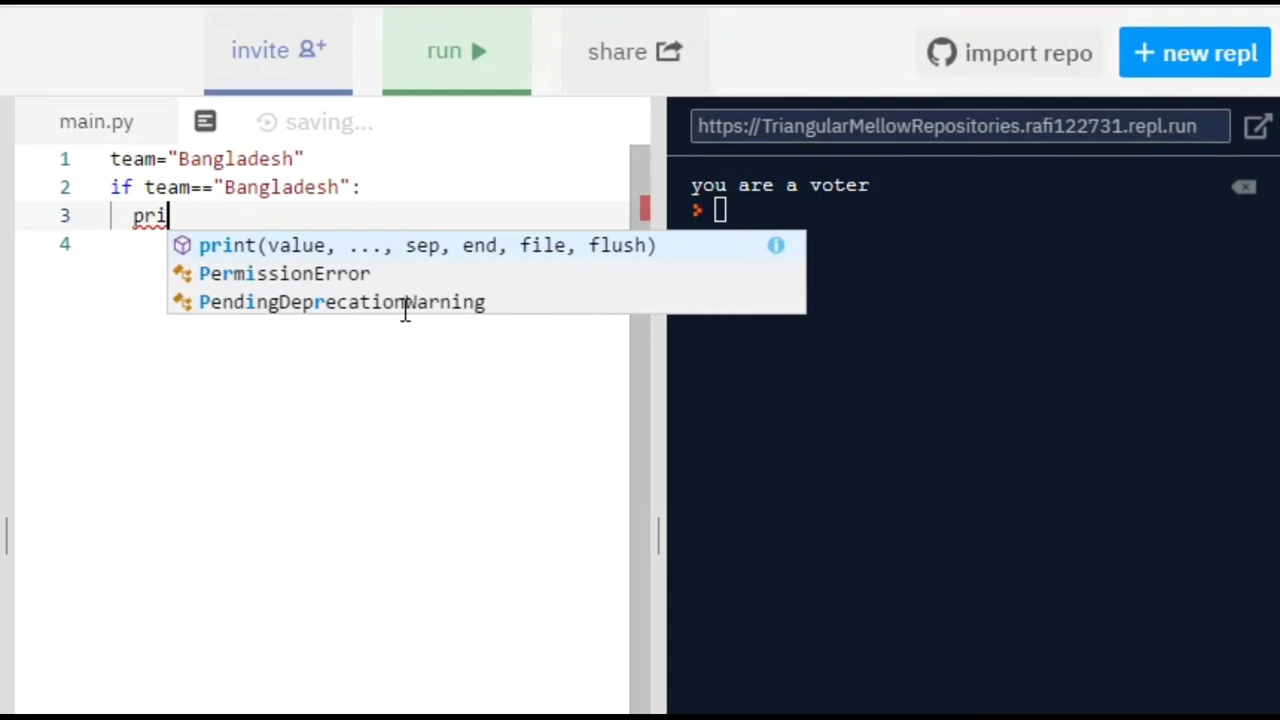 invite
run
share
import repo
+ new repl
main.py
saving...
https://TriangularMellowRepositories.rafi122731.repl.run
1 team="Bangladesh"
2 if team=="Bangladesh":
3 pri
4
print(value, ..., sep, end, file, flush)
PermissionError
PendingDeprecationWarning
you are a voter
>